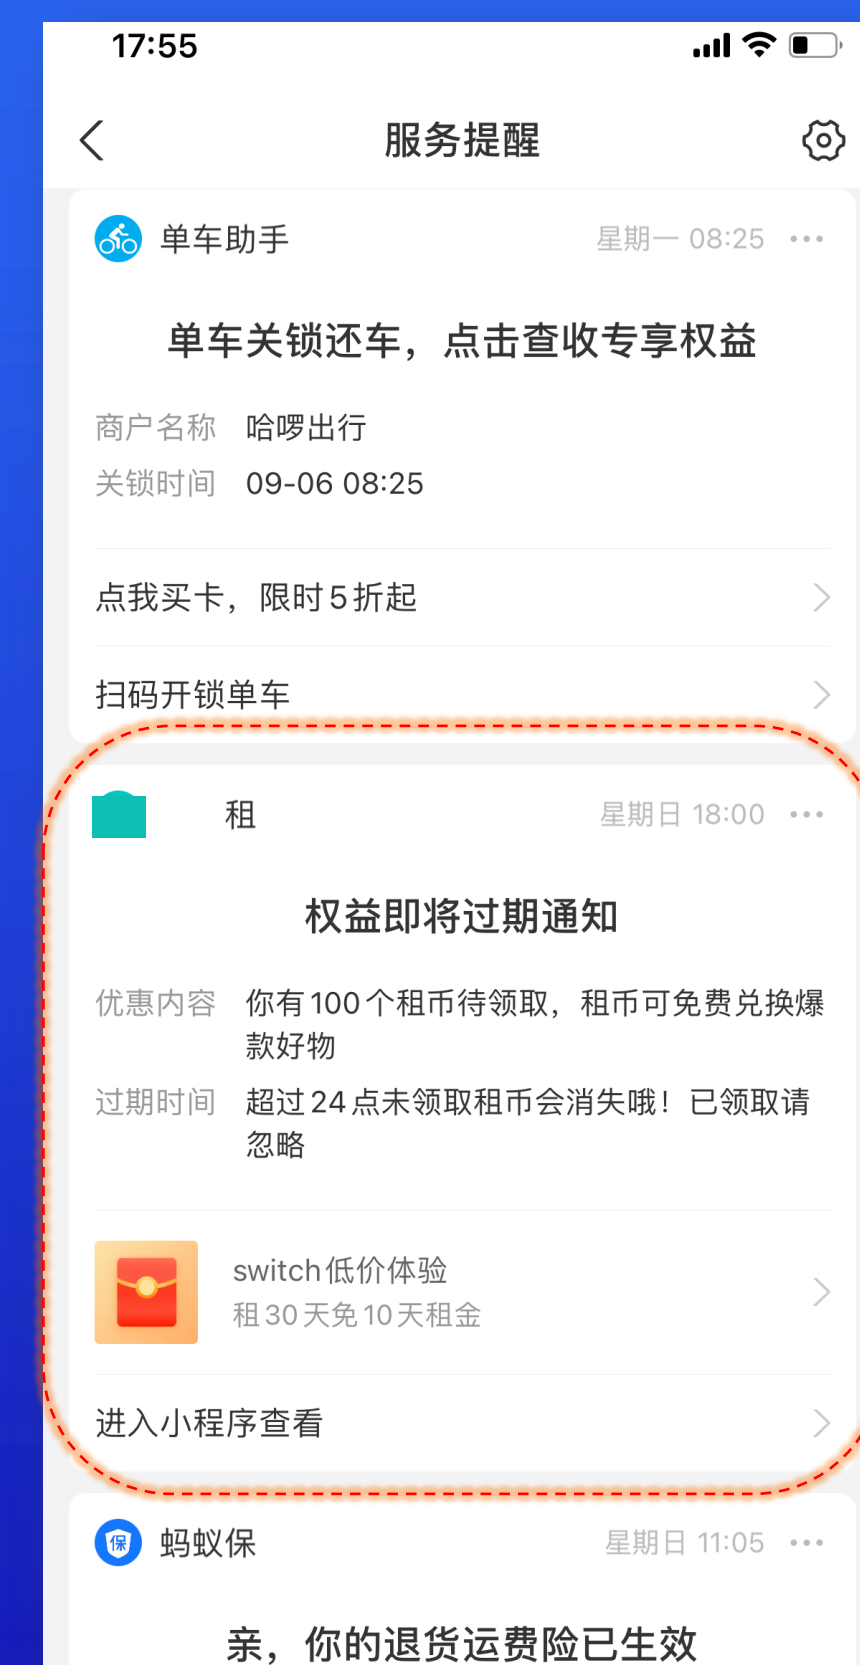 17:55
服务提醒
单车助手 星期一 08:25
单车关锁还车，点击查收专享权益
商户名称 哈啰出行
关锁时间 09-06 08:25
点我买卡，限时5折起
扫码开锁单车
租 星期日 18:00
权益即将过期通知
优惠内容 你有100个租币待领取，租币可免费兑换爆
款好物
过期时间 超过24点未领取租币会消失哦！已领取请
忽略
switch低价体验
租30天免10天租金
进入小程序查看
保 蚂蚁保 星期日 11:05
亲，你的退货运费险已生效